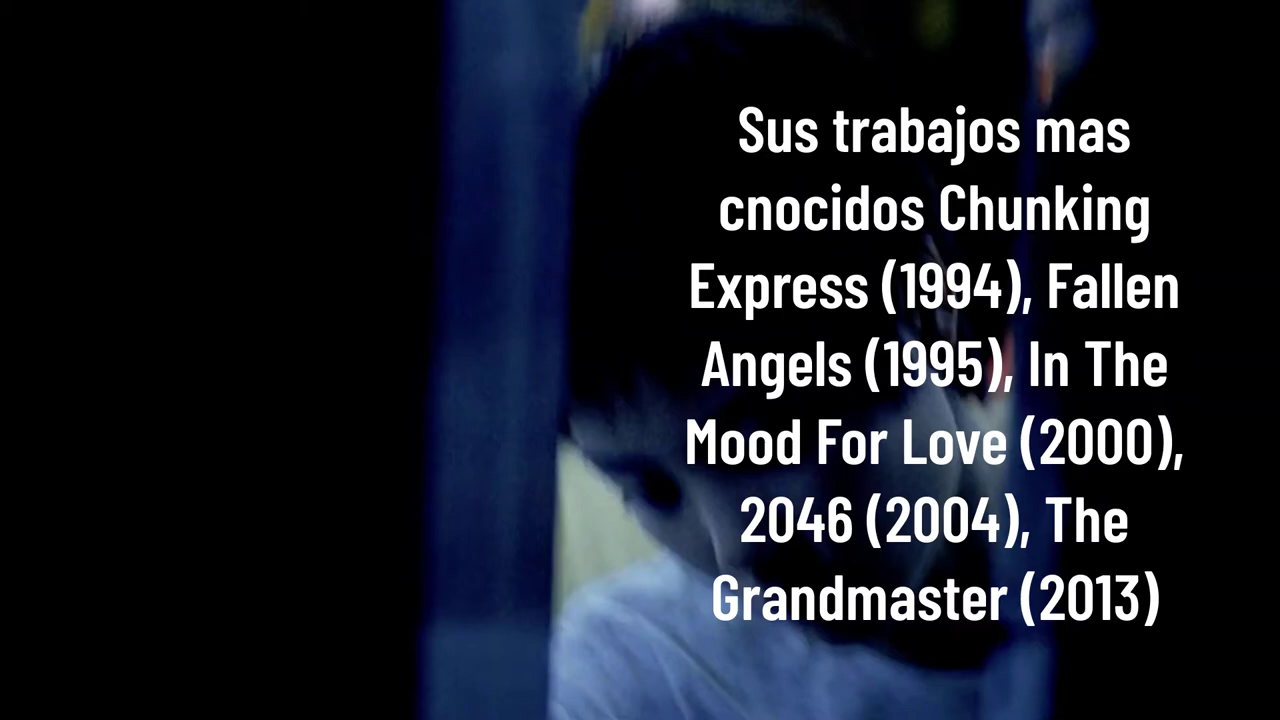 Sus trabajos mas
cnocidos Chunking
Express (1994), Fallen
Angels (1995), In The
Mood For Love (2000),
2046 (2004), The
Grandmaster (2013)